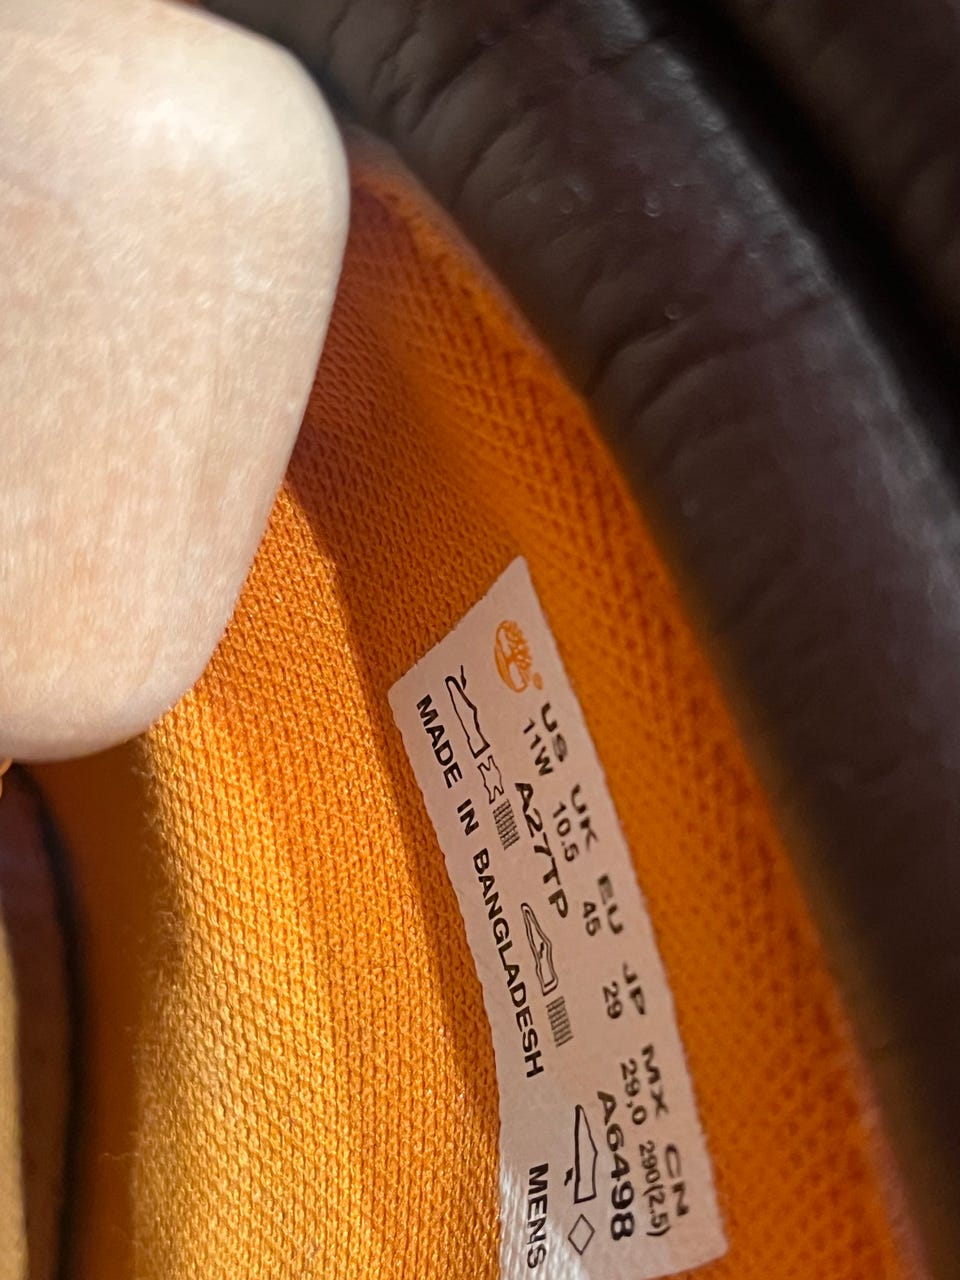 US UK EU JP MX CN
11W 10.5 45 29 29.0 290(2.5)
A27TP A6498
MADE IN BANGLADESH MENS